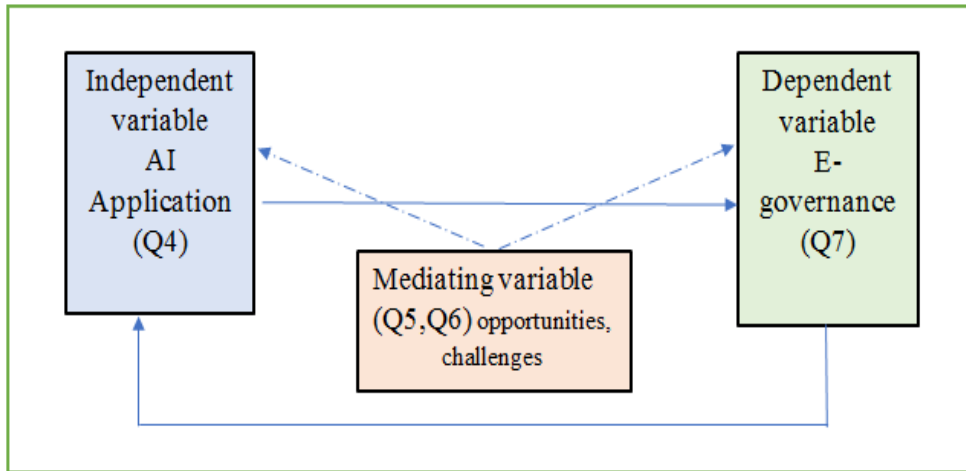 Independent
variable
AI
Application
(Q4)
Dependent
variable
E-
governance
(Q7)
Mediating variable
(Q5,Q6) opportunities,
challenges